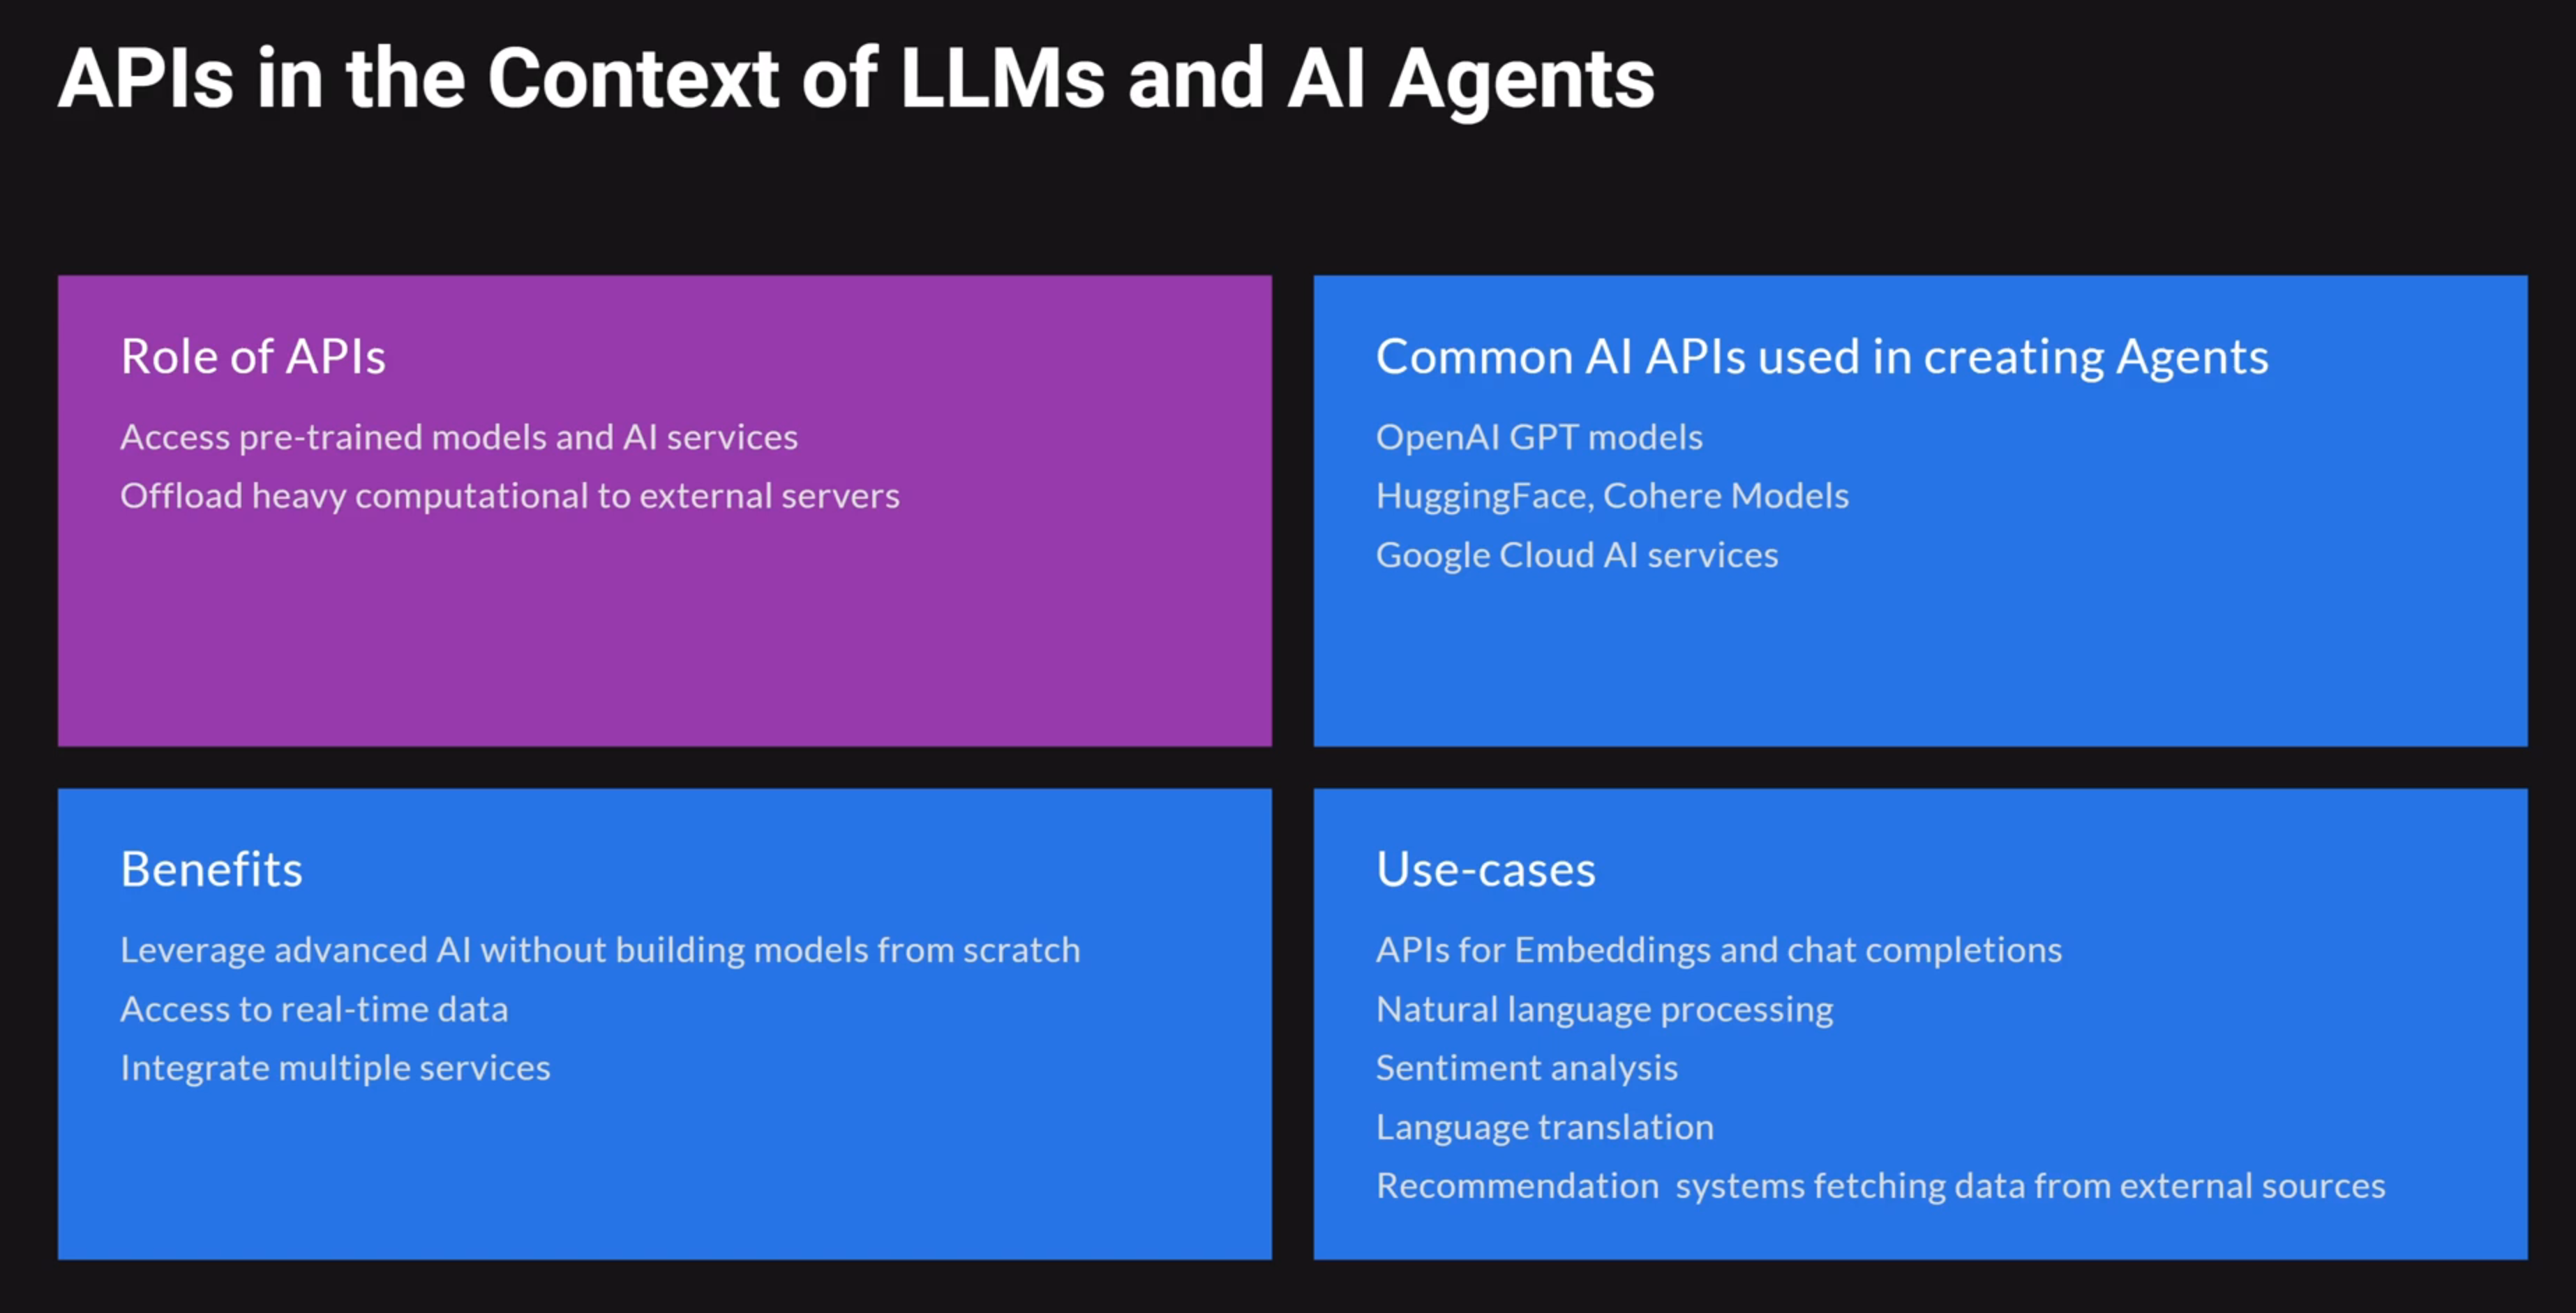 APIs in the Context of LLMs and AI Agents
Role of APIs
Access pre-trained models and AI services
Offload heavy computational to external servers
Common AI APIs used in creating Agents
OpenAI GPT models
HuggingFace, Cohere Models
Google Cloud AI services
Benefits
Leverage advanced AI without building models from scratch
Access to real-time data
Integrate multiple services
Use-cases
APIs for Embeddings and chat completions
Natural language processing
Sentiment analysis
Language translation
Recommendation  systems fetching data from external sources